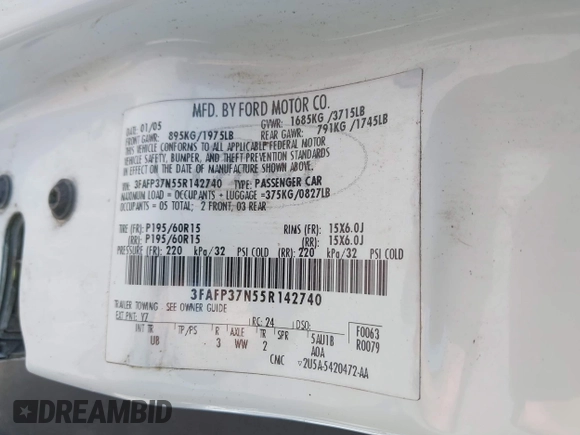 MFD. BY FORD MOTOR CO.
DATE: 01/05 GVWR: 1685KG / 3715LB
FRONT GAWR: 895KG/1975LB REAR GAWR: 791KG /1745LB
THIS VEHICLE CONFORMS TO ALL APPLICABLE FEDERAL MOTOR
VEHICLE SAFETY, BUMPER, AND THEFT PREVENTION STANDARDS
IN EFFECT ON THE DATE OF MANUFACTURE SHOWN ABOVE.
VIN: 3FAFP37N55R142740 TYPE: PASSENGER CAR
MAXIMUM LOAD = OCCUPANTS + LUGGAGE =375KG/0827LB
OCCUPANTS = 05 TOTAL; 2 FRONT, 03 REAR
TIRE (FR): P195/60R15 RIMS (FR): 15X6.0J
(RR): P195/60R15 (RR): 15X6.0J
PRESSURE (FR): 220 kPa/32 PSI COLD (RR): 220 kPa/32 PSI COLD
3FAFP37N55R142740
TRAILER TOWING SEE OWNER GUIDE
EXT PNT: YZ RC: 24 DSO: F0063
INT TR TP/PS R AXLE TR SPR 5AU1B R0079
UB 3 WW 2 A0A
CMC ▽2U5A-5420472-AA
DREAMBID